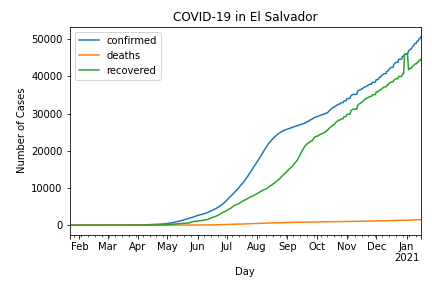 COVID-19 in El Salvador
confirmed
deaths
recovered
Number of Cases
50000
40000
30000
20000
10000
0
Feb Mar Apr May Jun Jul Aug Sep Oct Nov Dec Jan
2021
Day